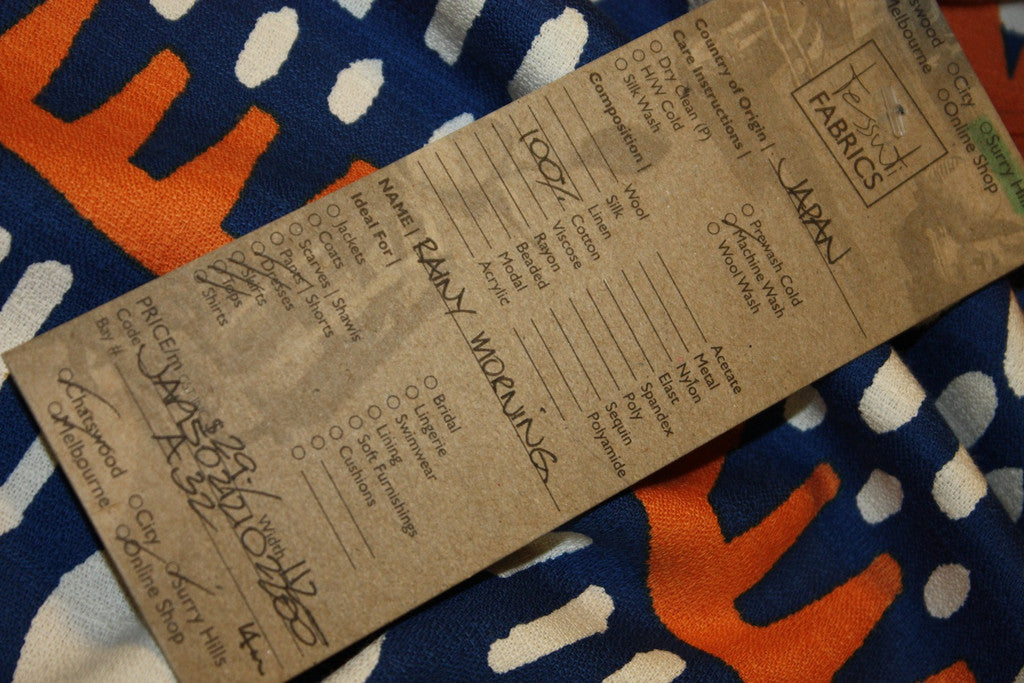 Chatswood
Melbourne
City
Online Shop
Surry Hills
tessuti
FABRICS
Country of Origin | JAPAN
Care Instructions |
Dry Clean (P)
H/W Cold
Silk Wash
Prewash Cold
Machine Wash
Wool Wash
Composition |
Wool
Silk
Linen
100% Cotton
Viscose
Rayon
Beaded
Modal
Acrylic
Acetate
Metal
Nylon
Elast
Spandex
Poly
Sequin
Polyamide
NAME | RAINY MORNING
Ideal For |
Jackets
Coats
Scarves | Shawls
Pants | Shorts
Dresses
Skirts
Tops
Shirts
Bridal
Lingerie
Swimwear
Lining
Soft Furnishings
Cushions
PRICE/m $29. Width 112
Code
Bay # A32 14m
Chatswood
Melbourne
City
Online Shop
Surry Hills